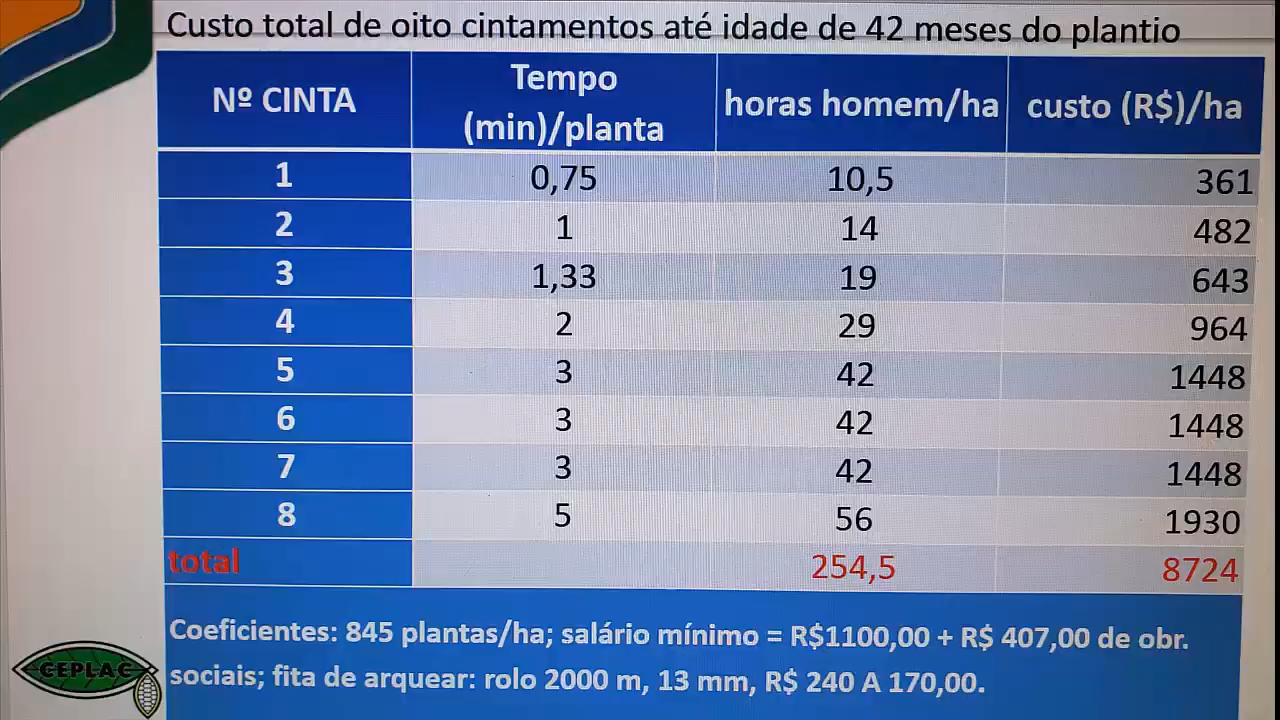 Custo total de oito cintamentos até idade de 42 meses do plantio
Nº CINTA Tempo (min)/planta horas homem/ha custo (R$)/ha
1 0,75 10,5 361
2 1 14 482
3 1,33 19 643
4 2 29 964
5 3 42 1448
6 3 42 1448
7 3 42 1448
8 5 56 1930
total 254,5 8724
Coeficientes: 845 plantas/ha; salário mínimo = R$1100,00 + R$ 407,00 de obr.
sociais; fita de arquear: rolo 2000 m, 13 mm, R$ 240 A 170,00.
CEPLAC